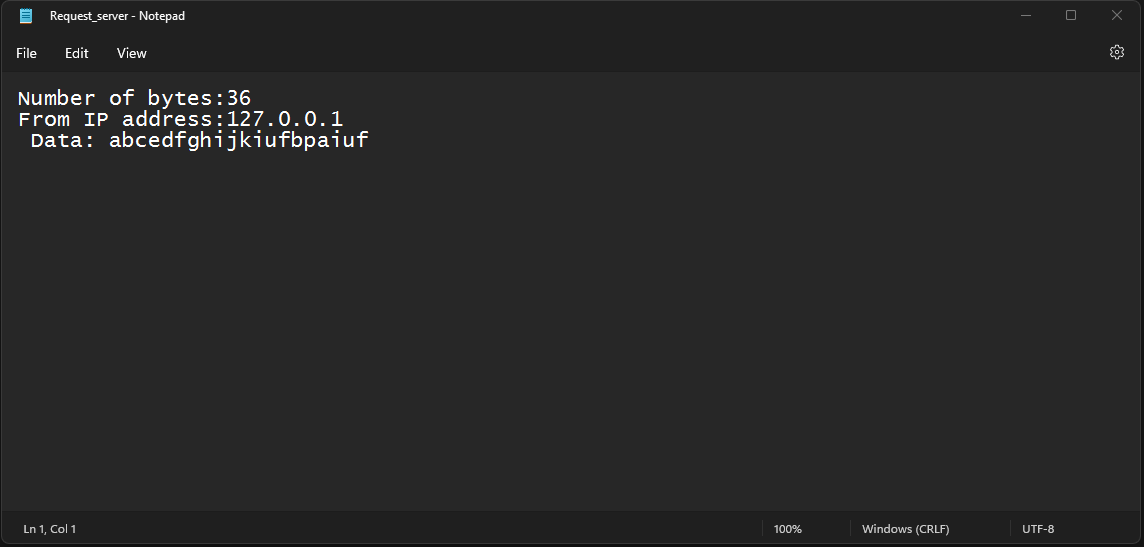 Request_server - Notepad
File Edit View
Number of bytes:36
From IP address:127.0.0.1
Data: abcedfghijkiufbpaiuf
Ln 1, Col 1 100% Windows (CRLF) UTF-8